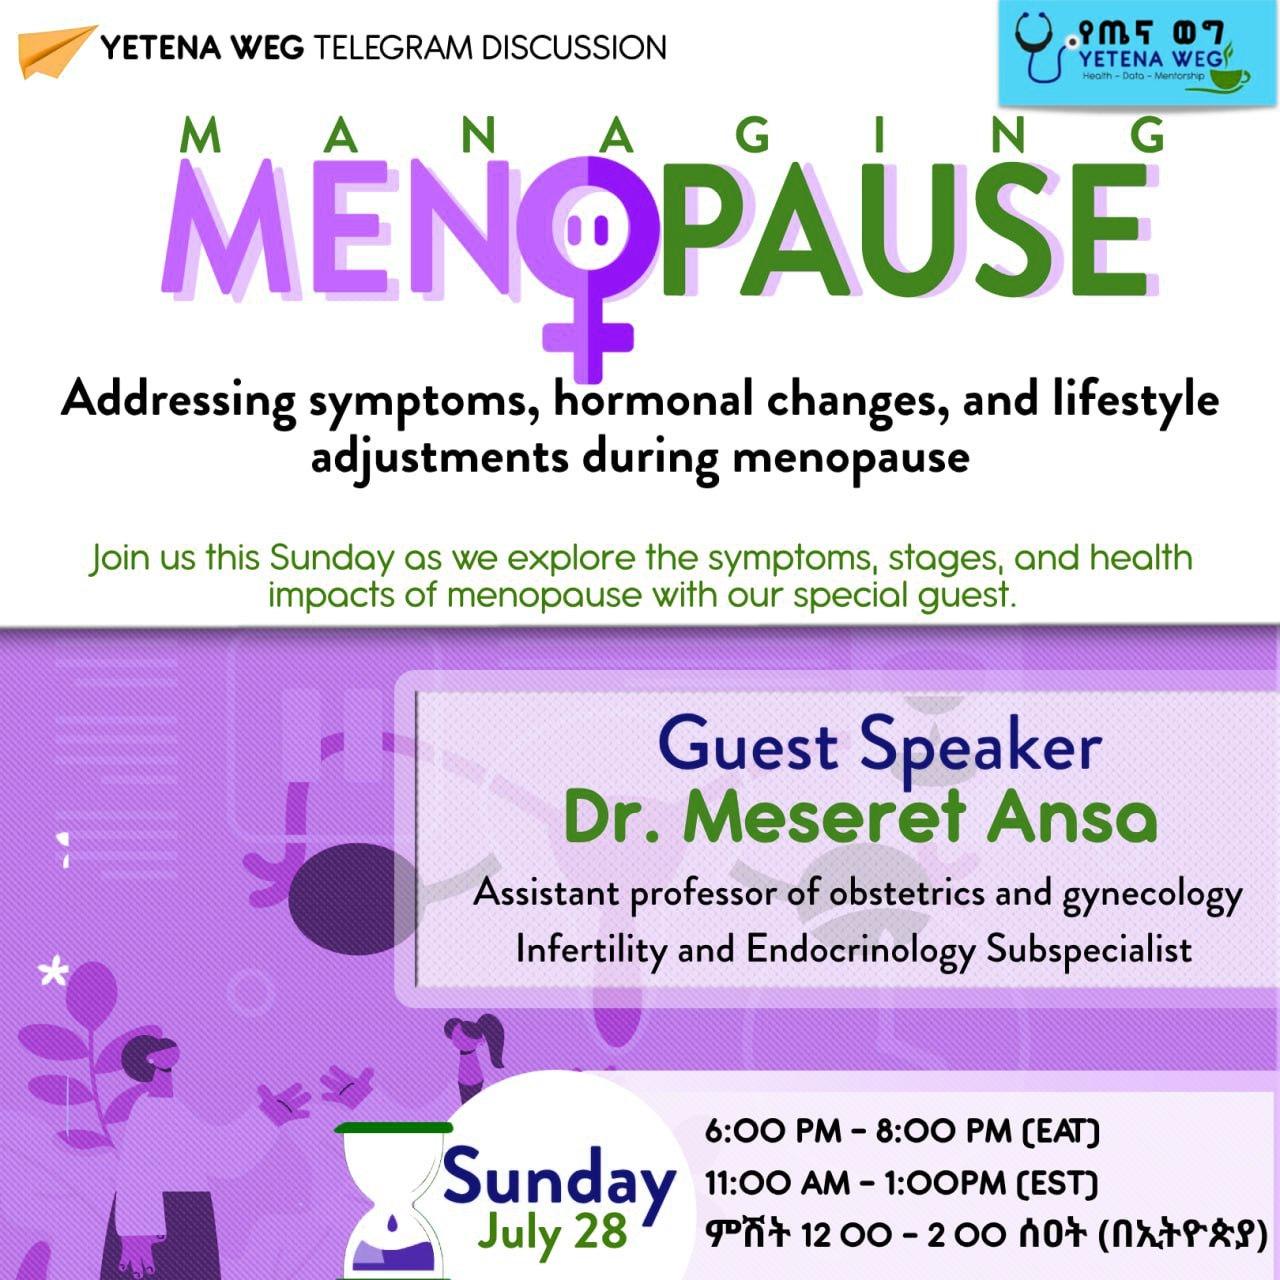 YETENA WEG TELEGRAM DISCUSSION
የጤና ወግ
YETENA WEG
Health - Data - Mentorship
MANAGING
MENOPAUSE
Addressing symptoms, hormonal changes, and lifestyle
adjustments during menopause
Join us this Sunday as we explore the symptoms, stages, and health
impacts of menopause with our special guest.
Guest Speaker
Dr. Meseret Ansa
Assistant professor of obstetrics and gynecology
Infertility and Endocrinology Subspecialist
Sunday
July 28
6:00 PM - 8:00 PM (EAT)
11:00 AM - 1:00PM (EST)
ምሽት 12 00 - 2 00 ሰዐት (በኢትዮጵያ)